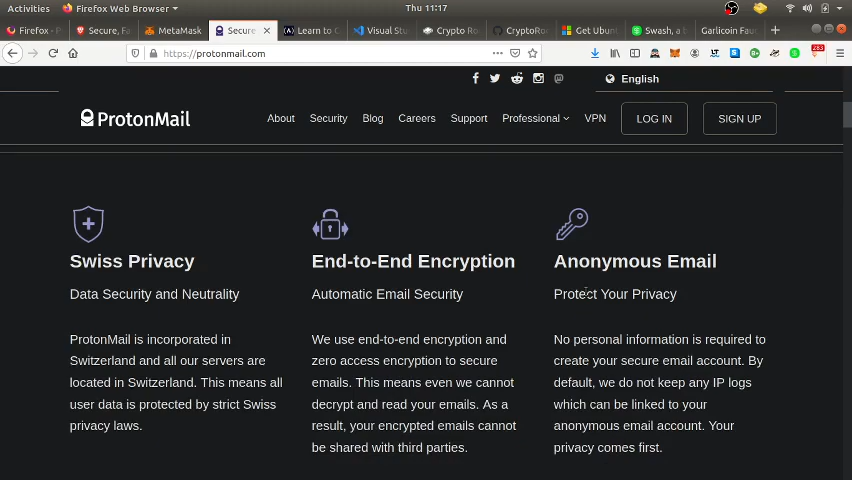 Activities Firefox Web Browser Thu 11:17
Firefox - P Secure, Fa MetaMask Secure Learn to C Visual Stu Crypto Ro CryptoRo Get Ubunt Swash, a Garlicoin Fau
https://protonmail.com 283
English
ProtonMail About Security Blog Careers Support Professional VPN LOG IN SIGN UP
Swiss Privacy End-to-End Encryption Anonymous Email
Data Security and Neutrality Automatic Email Security Protect Your Privacy
ProtonMail is incorporated in
Switzerland and all our servers are
located in Switzerland. This means all
user data is protected by strict Swiss
privacy laws.
We use end-to-end encryption and
zero access encryption to secure
emails. This means even we cannot
decrypt and read your emails. As a
result, your encrypted emails cannot
be shared with third parties.
No personal information is required to
create your secure email account. By
default, we do not keep any IP logs
which can be linked to your
anonymous email account. Your
privacy comes first.